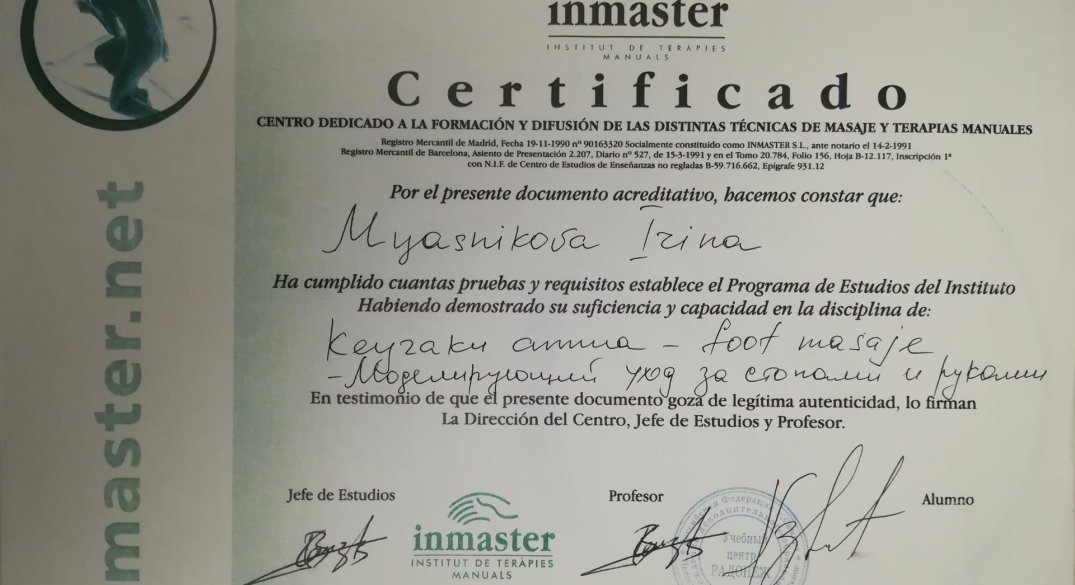 inmaster
INSTITUT DE TERÀPIES
MANUALS
Certificado
CENTRO DEDICADO A LA FORMACIÓN Y DIFUSIÓN DE LAS DISTINTAS TÉCNICAS DE MASAJE Y TERAPIAS MANUALES
Registro Mercantil de Madrid, Fecha 19-11-1990 nº 90163320 Socialmente constituido como INMASTER S.L., ante notario el 14-2-1991
Registro Mercantil de Barcelona, Asiento de Presentación 2.207, Diario nº 527, de 15-3-1991 y en el Tomo 20.784, Folio 156, Hoja B-12.117, Inscripción 1ª
con N.I.F. de Centro de Estudios de Enseñanzas no regladas B-59.716.662, Epígrafe 931.12
Por el presente documento acreditativo, hacemos constar que:
Myasnikova Irina
Ha cumplido cuantas pruebas y requisitos establece el Programa de Estudios del Instituto
Habiendo demostrado su suficiencia y capacidad en la disciplina de:
- foot masaje
- Моделирующий уход за стопами и руками
En testimonio de que el presente documento goza de legítima autenticidad, lo firman
La Dirección del Centro, Jefe de Estudios y Profesor.
Jefe de Estudios
Profesor
Alumno
inmaster
INSTITUT DE TERÀPIES
MANUALS
Учебный
центр
РАДОНЕЖ
master.net